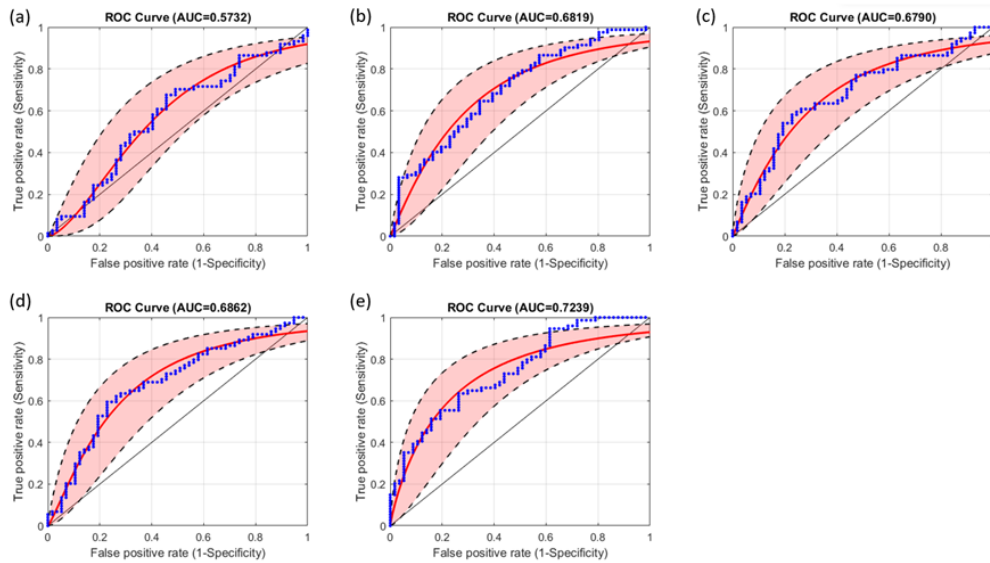 (a)
ROC Curve (AUC=0.5732)
1
0.8
0.6
0.4
0.2
0
True positive rate (Sensitivity)
0.2
0.4
0.6
0.8
1
False positive rate (1-Specificity)
(b)
ROC Curve (AUC=0.6819)
1
0.8
0.6
0.4
0.2
0
True positive rate (Sensitivity)
0
0.2
0.4
0.6
0.8
1
False positive rate (1-Specificity)
(c)
ROC Curve (AUC=0.6790)
1
0.8
0.6
0.4
0.2
0
True positive rate (Sensitivity)
0
0.2
0.4
0.6
0.8
False positive rate (1-Specificity)
(d)
ROC Curve (AUC=0.6862)
1
0.8
0.6
0.4
0.2
0
True positive rate (Sensitivity)
0
0.2
0.4
0.6
0.8
1
False positive rate (1-Specificity)
(e)
ROC Curve (AUC=0.7239)
1
0.8
0.6
0.4
0.2
0
True positive rate (Sensitivity)
0
0.2
0.4
0.6
0.8
1
False positive rate (1-Specificity)